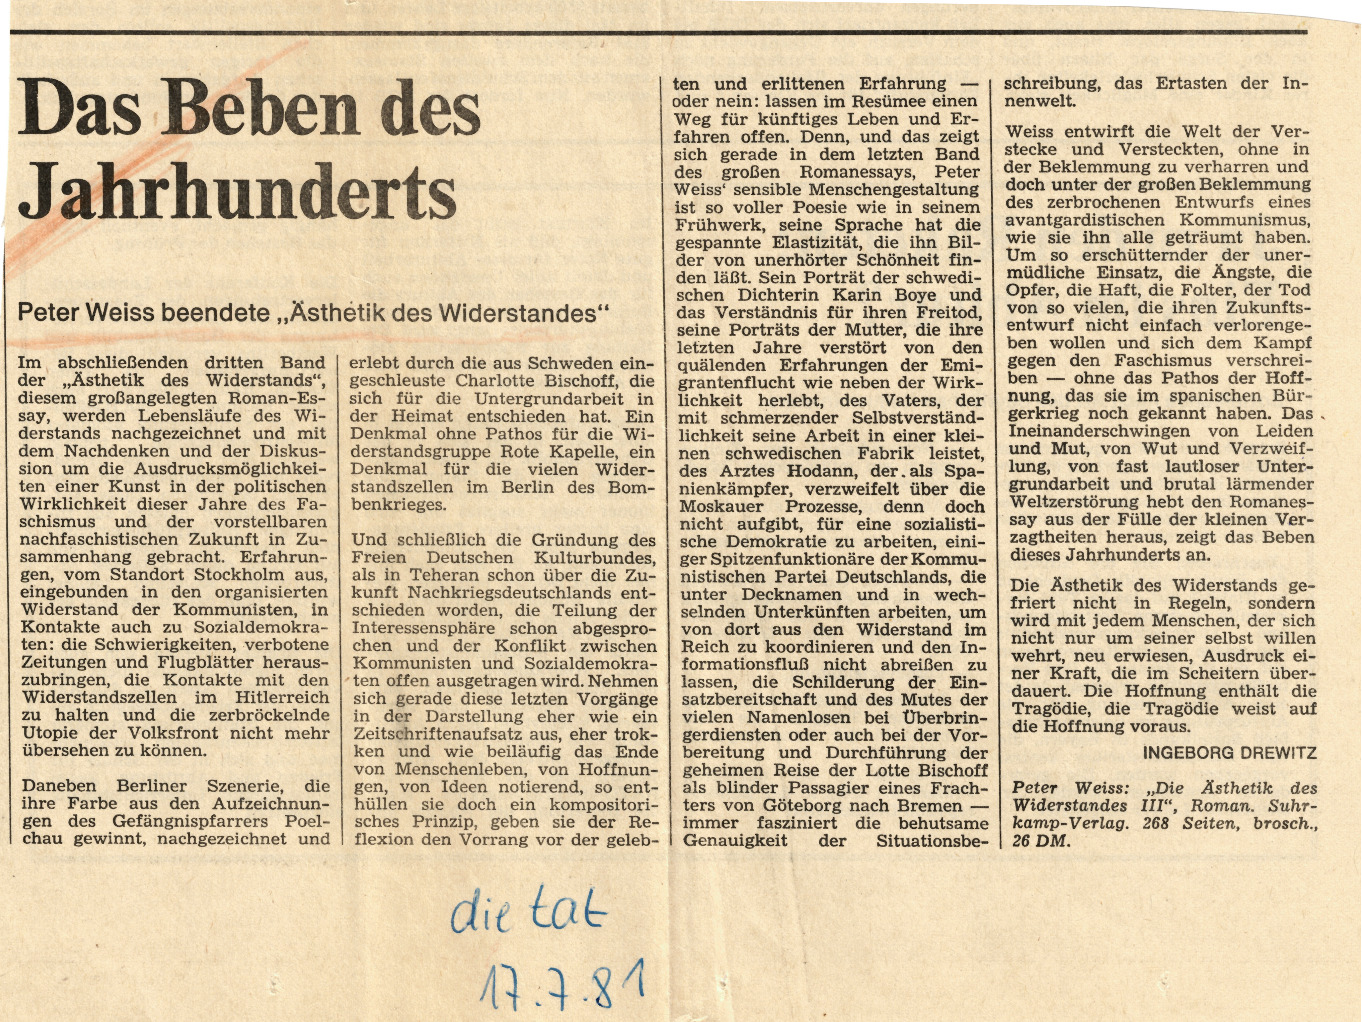 Das Beben des
Jahrhunderts
Peter Weiss beendete „Ästhetik des Widerstandes“
Im abschließenden dritten Band
der „Ästhetik des Widerstands“,
diesem großangelegten Roman-Es-
say, werden Lebensläufe des Wi-
derstands nachgezeichnet und mit
dem Nachdenken und der Diskus-
sion um die Ausdrucksmöglichkei-
ten einer Kunst in der politischen
Wirklichkeit dieser Jahre des Fa-
schismus und der vorstellbaren
nachfaschistischen Zukunft in Zu-
sammenhang gebracht. Erfahrun-
gen, vom Standort Stockholm aus,
eingebunden in den organisierten
Widerstand der Kommunisten, in
Kontakte auch zu Sozialdemokra-
ten: die Schwierigkeiten, verbotene
Zeitungen und Flugblätter heraus-
zubringen, die Kontakte mit den
Widerstandszellen im Hitlerreich
zu halten und die zerbröckelnde
Utopie der Volksfront nicht mehr
übersehen zu können.
Daneben Berliner Szenerie, die
ihre Farbe aus den Aufzeichnun-
gen des Gefängnispfarrers Poel-
chau gewinnt, nachgezeichnet und
erlebt durch die aus Schweden ein-
geschleuste Charlotte Bischoff, die
sich für die Untergrundarbeit in
der Heimat entschieden hat. Ein
Denkmal ohne Pathos für die Wi-
derstandsgruppe Rote Kapelle, ein
Denkmal für die vielen Wider-
standszellen im Berlin des Bom-
benkrieges.
Und schließlich die Gründung des
Freien Deutschen Kulturbundes,
als in Teheran schon über die Zu-
kunft Nachkriegsdeutschlands ent-
schieden worden, die Teilung der
Interessensphäre schon abgespro-
chen und der Konflikt zwischen
Kommunisten und Sozialdemokra-
ten offen ausgetragen wird. Nehmen
sich gerade diese letzten Vorgänge
in der Darstellung eher wie ein
Zeitschriftenaufsatz aus, eher trok-
ken und wie beiläufig das Ende
von Menschenleben, von Hoffnun-
gen, von Ideen notierend, so ent-
hüllen sie doch ein kompositori-
sches Prinzip, geben sie der Re-
flexion den Vorrang vor der geleb-
ten und erlittenen Erfahrung —
oder nein: lassen im Resümee einen
Weg für künftiges Leben und Er-
fahren offen. Denn, und das zeigt
sich gerade in dem letzten Band
des großen Romanessays, Peter
Weiss‘ sensible Menschengestaltung
ist so voller Poesie wie in seinem
Frühwerk, seine Sprache hat die
gespannte Elastizität, die ihn Bil-
der von unerhörter Schönheit fin-
den läßt. Sein Porträt der schwedi-
schen Dichterin Karin Boye und
das Verständnis für ihren Freitod,
seine Porträts der Mutter, die ihre
letzten Jahre verstört von den
quälenden Erfahrungen der Emi-
grantenflucht wie neben der Wirk-
lichkeit herlebt, des Vaters, der
mit schmerzender Selbstverständ-
lichkeit seine Arbeit in einer klei-
nen schwedischen Fabrik leistet,
des Arztes Hodann, der als Spa-
nienkämpfer, verzweifelt über die
Moskauer Prozesse, denn doch
nicht aufgibt, für eine sozialisti-
sche Demokratie zu arbeiten, eini-
ger Spitzenfunktionäre der Kommu-
nistischen Partei Deutschlands, die
unter Decknamen und in wech-
selnden Unterkünften arbeiten, um
von dort aus den Widerstand im
Reich zu koordinieren und den In-
formationsfluß nicht abreißen zu
lassen, die Schilderung der Ein-
satzbereitschaft und des Mutes der
vielen Namenlosen bei Überbrin-
gerdiensten oder auch bei der Vor-
bereitung und Durchführung der
geheimen Reise der Lotte Bischoff
als blinder Passagier eines Frach-
ters von Göteborg nach Bremen —
immer fasziniert die behutsame
Genauigkeit der Situationsbe-
schreibung, das Ertasten der In-
nenwelt.
Weiss entwirft die Welt der Ver-
stecke und Versteckten, ohne in
der Beklemmung zu verharren und
doch unter der großen Beklemmung
des zerbrochenen Entwurfs eines
avantgardistischen Kommunismus,
wie sie ihn alle geträumt haben.
Um so erschütternder der uner-
müdliche Einsatz, die Ängste, die
Opfer, die Haft, die Folter, der Tod
von so vielen, die ihren Zukunfts-
entwurf nicht einfach verlorenge-
ben wollen und sich dem Kampf
gegen den Faschismus verschrei-
ben — ohne das Pathos der Hoff-
nung, das sie im spanischen Bür-
gerkrieg noch gekannt haben. Das
Ineinanderschwingen von Leiden
und Mut, von Wut und Verzweif-
lung, von fast lautloser Unter-
grundarbeit und brutal lärmender
Weltzerstörung hebt den Romanes-
say aus der Fülle der kleinen Ver-
zagtheiten heraus, zeigt das Beben
dieses Jahrhunderts an.
Die Ästhetik des Widerstands ge-
friert nicht in Regeln, sondern
wird mit jedem Menschen, der sich
nicht nur um seiner selbst willen
wehrt, neu erwiesen, Ausdruck ei-
ner Kraft, die im Scheitern über-
dauert. Die Hoffnung enthält die
Tragödie, die Tragödie weist auf
die Hoffnung voraus.
INGEBORG DREWITZ
Peter Weiss: „Die Ästhetik des
Widerstandes III“, Roman. Suhr-
kamp-Verlag. 268 Seiten, brosch.,
26 DM.
die tat
17.7.81